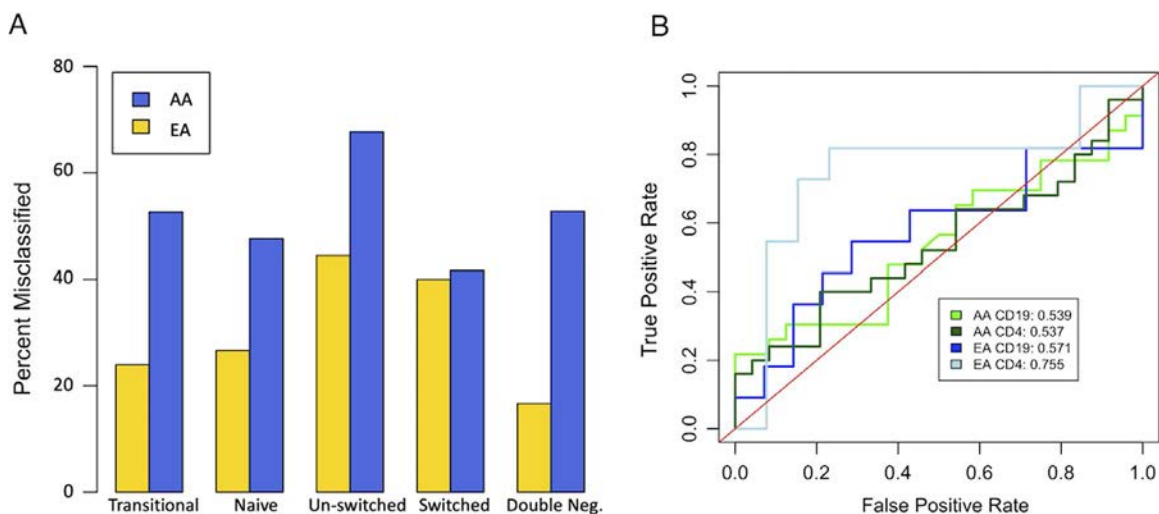 A
80
60
40
20
0
Percent Misclassified
AA
EA
Transitional Naive Un-switched Switched Double Neg.
B
1.0
0.8
0.6
0.4
0.2
0.0
True Positive Rate
AA CD19: 0.539
AA CD4: 0.537
EA CD19: 0.571
EA CD4: 0.755
0.0 0.2 0.4 0.6 0.8 1.0
False Positive Rate